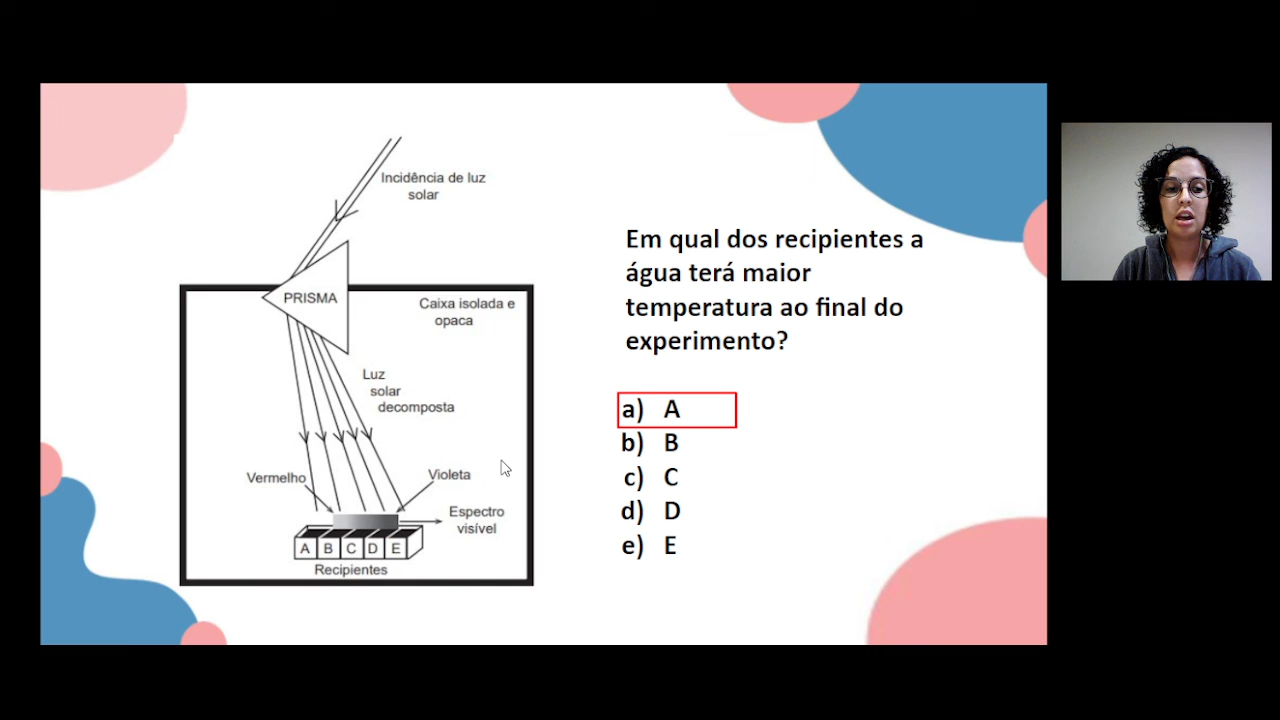 Incidência de luz
solar
PRISMA
Caixa isolada e
opaca
Luz
solar
decomposta
Vermelho
Violeta
Espectro
visível
A B C D E
Recipientes
Em qual dos recipientes a
água terá maior
temperatura ao final do
experimento?
a) A
b) B
c) C
d) D
e) E